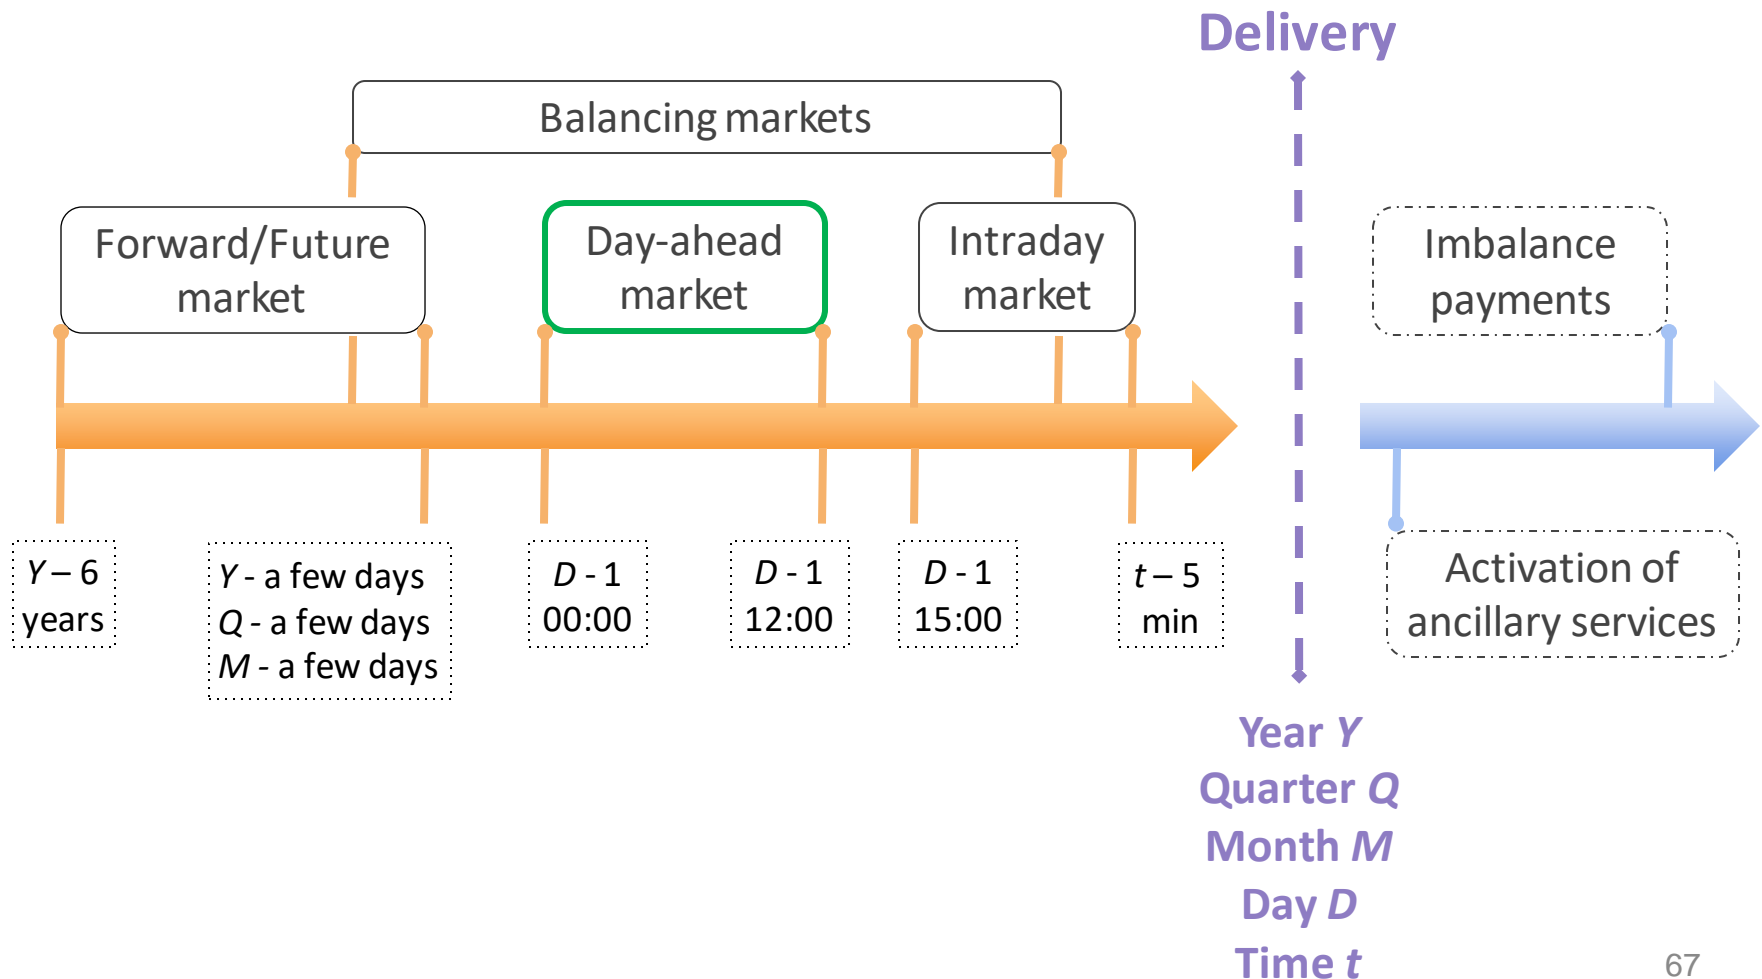 Delivery
Balancing markets
Forward/Future
market
Day-ahead
market
Intraday
market
Imbalance
payments
Y – 6
years
Y - a few days
Q - a few days
M - a few days
D - 1
00:00
D - 1
12:00
D - 1
15:00
t – 5
min
Activation of
ancillary services
Year Y
Quarter Q
Month M
Day D
Time t
67